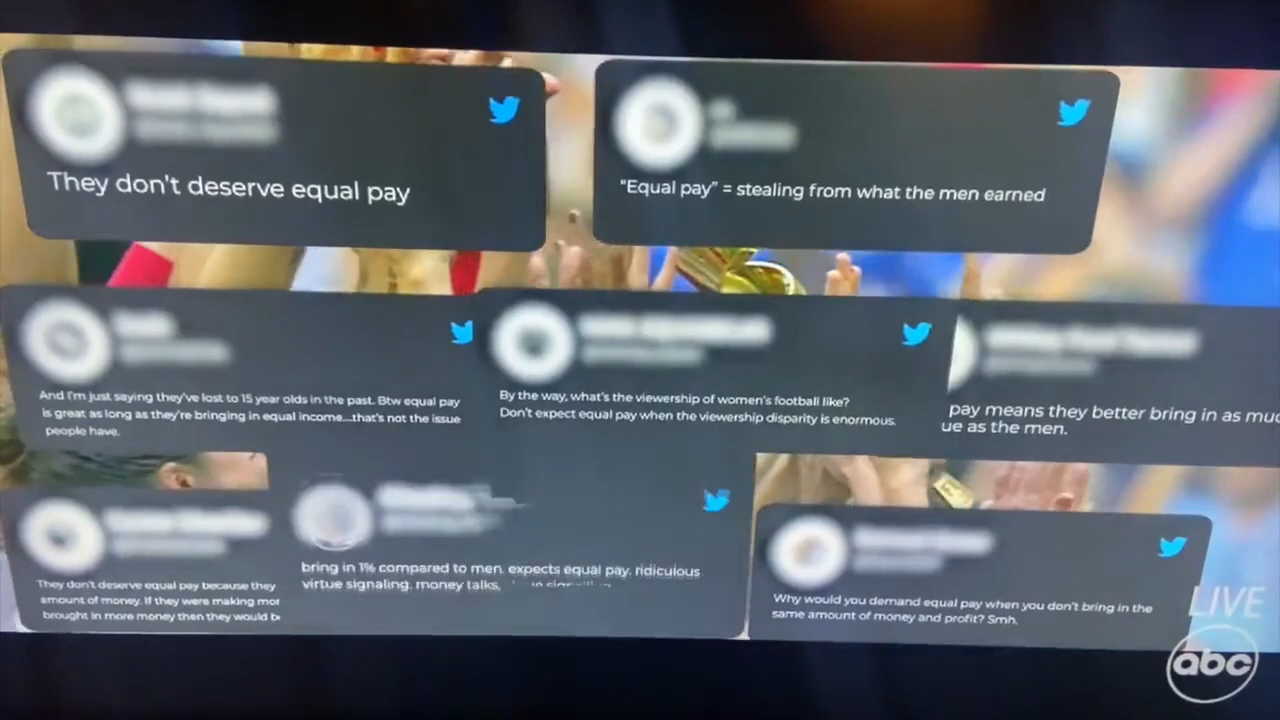 They don't deserve equal pay
"Equal pay" = stealing from what the men earned
And I'm just saying they've lost to 15 year olds in the past. Btw equal pay
is great as long as they're bringing in equal income....that's not the issue
people have.
By the way, what's the viewership of women's football like?
Don't expect equal pay when the viewership disparity is enormous.
pay means they better bring in as
ue as the men.
They don't deserve equal pay because they
amount of money. If they were making
brought in more money then they would
bring in 1% compared to men. expects equal pay. ridiculous
virtue signaling. money talks.
Why would you demand equal pay when you don't bring in the
same amount of money and profit? Smh.
LIVE
abc